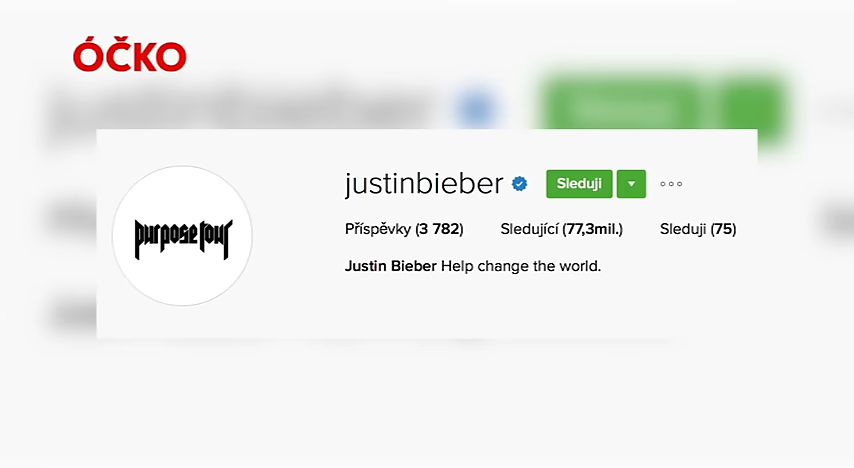 ÓČKO
justinbieber
Sleduji
purpose tour
Příspěvky (3 782) Sledující (77,3mil.) Sleduji (75)
Justin Bieber Help change the world.